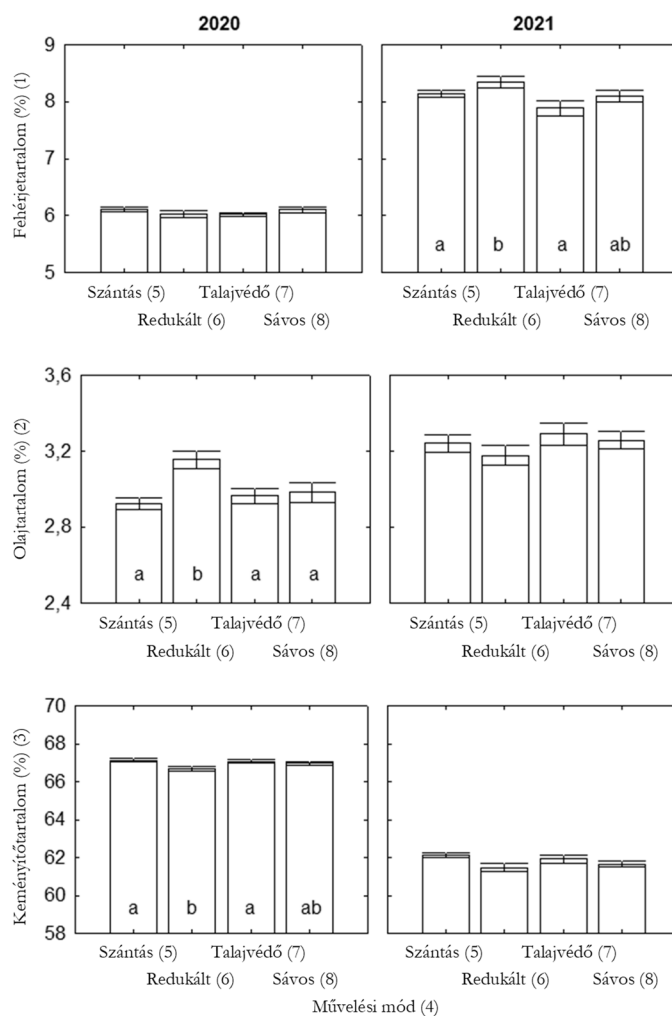 2020 2021
Fehérjetartalom (%) (1)
9
8
7
6
5
a b a ab
Szántás (5) Talajvédő (7) Szántás (5) Talajvédő (7)
Redukált (6) Sávos (8) Redukált (6) Sávos (8)
Olajtartalom (%) (2)
3,6
3,2
2,8
2,4
a b a a
Szántás (5) Talajvédő (7) Szántás (5) Talajvédő (7)
Redukált (6) Sávos (8) Redukált (6) Sávos (8)
Keményítőtartalom (%) (3)
70
68
66
64
62
60
58
a b a ab
Szántás (5) Talajvédő (7) Szántás (5) Talajvédő (7)
Redukált (6) Sávos (8) Redukált (6) Sávos (8)
Művelési mód (4)